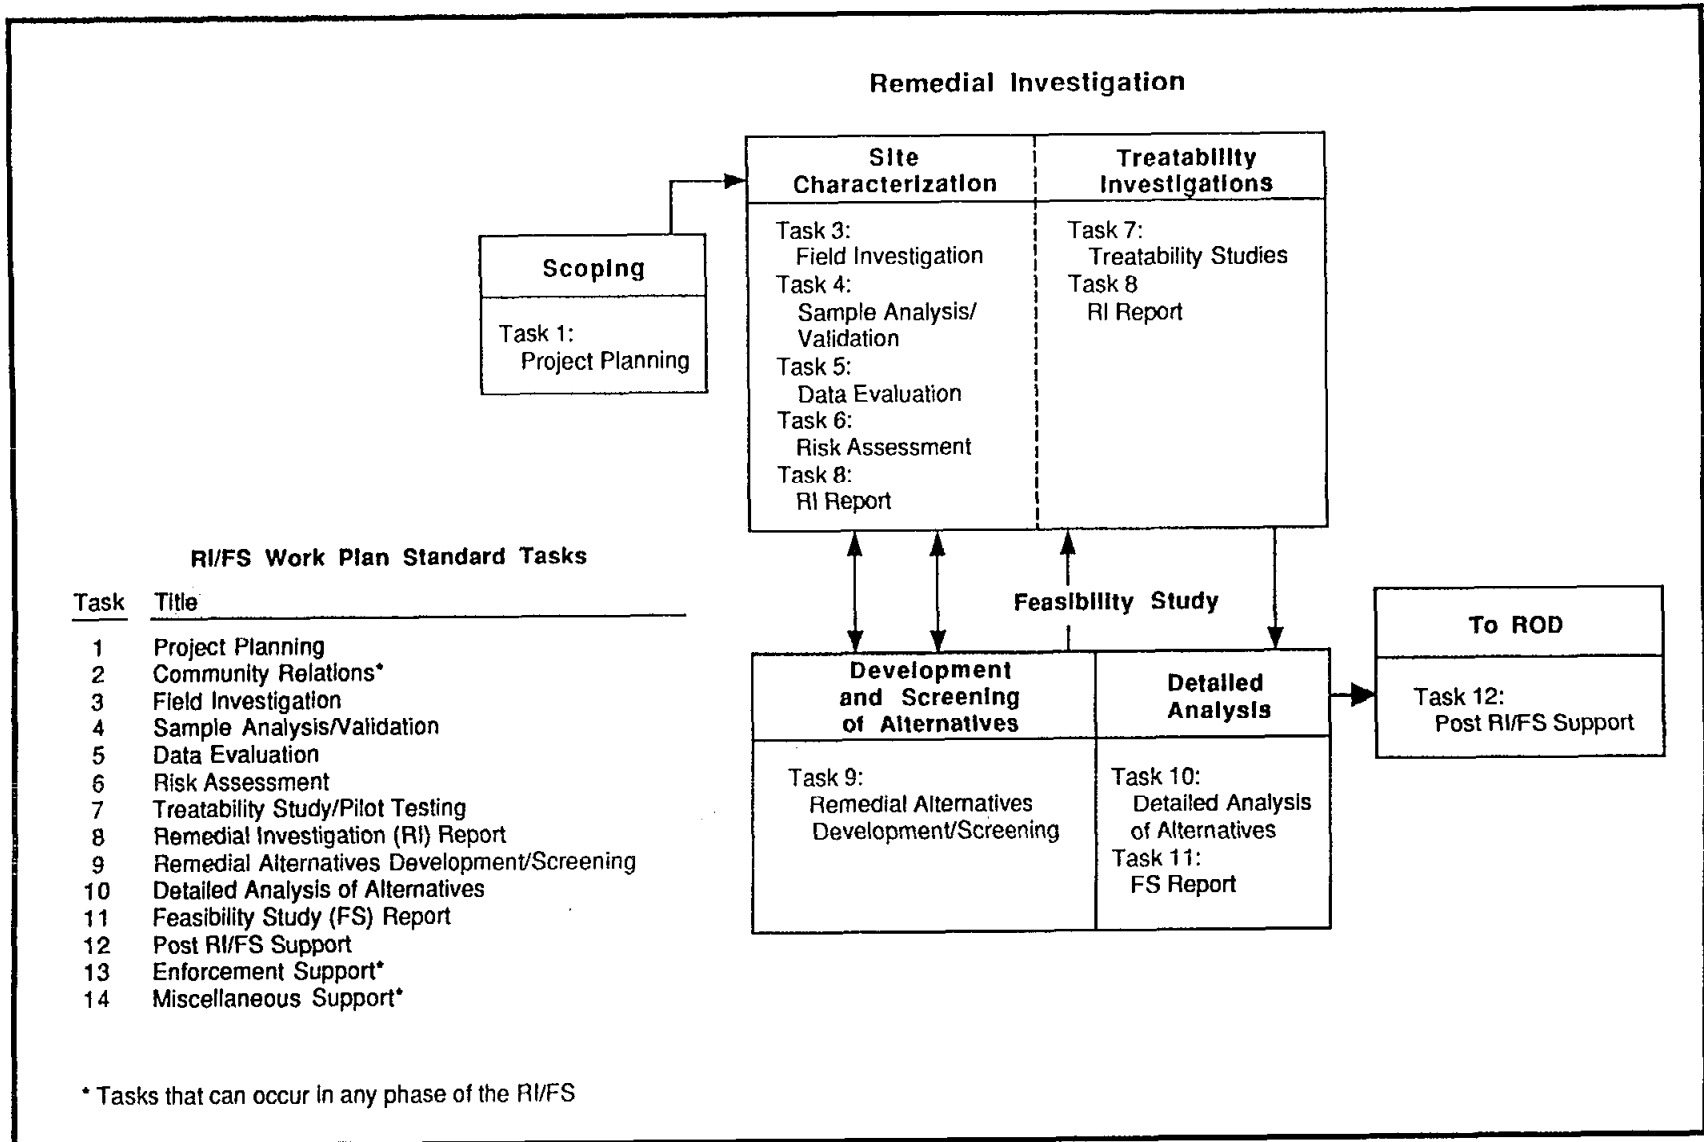 Remedial Investigation
Site
Characterization
Treatability
Investigations
Task 3:
Field Investigation
Task 4:
Sample Analysis/
Validation
Task 5:
Data Evaluation
Task 6:
Risk Assessment
Task 8:
RI Report
Task 7:
Treatability Studies
Task 8
RI Report
Scoping
Task 1:
Project Planning
Feasibility Study
Development
and Screening
of Alternatives
Detailed
Analysis
Task 9:
Remedial Alternatives
Development/Screening
Task 10:
Detailed Analysis
of Alternatives
Task 11:
FS Report
To ROD
Task 12:
Post RI/FS Support
RI/FS Work Plan Standard Tasks
Task Title
1 Project Planning
2 Community Relations*
3 Field Investigation
4 Sample Analysis/Validation
5 Data Evaluation
6 Risk Assessment
7 Treatability Study/Pilot Testing
8 Remedial Investigation (RI) Report
9 Remedial Alternatives Development/Screening
10 Detailed Analysis of Alternatives
11 Feasibility Study (FS) Report
12 Post RI/FS Support
13 Enforcement Support*
14 Miscellaneous Support*
* Tasks that can occur in any phase of the RI/FS